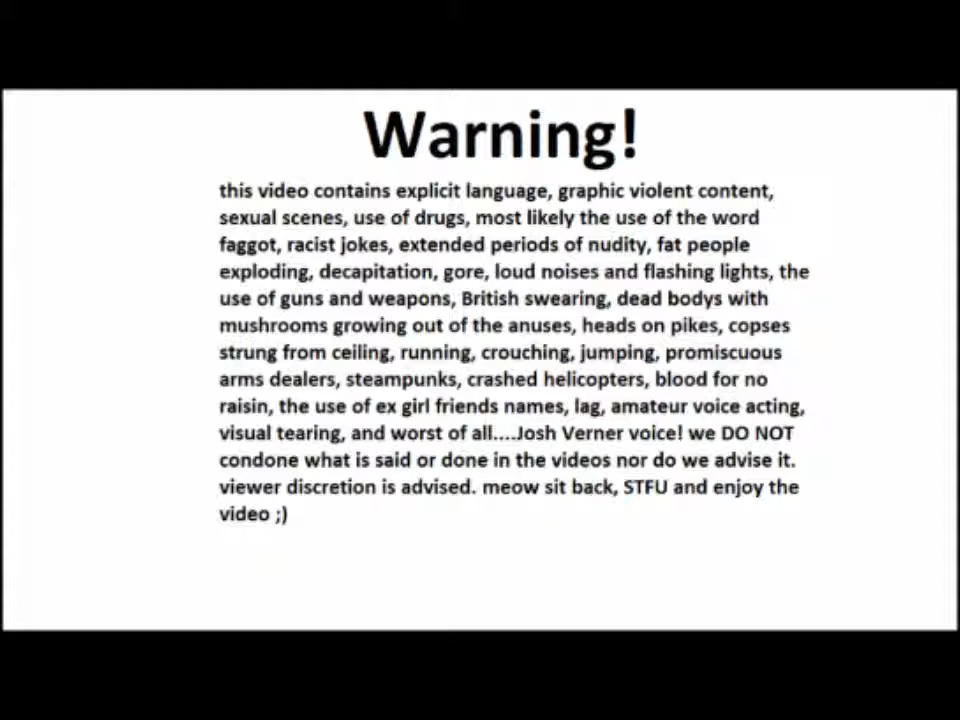 Warning!
this video contains explicit language, graphic violent content,
sexual scenes, use of drugs, most likely the use of the word
faggot, racist jokes, extended periods of nudity, fat people
exploding, decapitation, gore, loud noises and flashing lights, the
use of guns and weapons, British swearing, dead bodys with
mushrooms growing out of the anuses, heads on pikes, copses
strung from ceiling, running, crouching, jumping, promiscuous
arms dealers, steampunks, crashed helicopters, blood for no
raisin, the use of ex girl friends names, lag, amateur voice acting,
visual tearing, and worst of all....Josh Verner voice! we DO NOT
condone what is said or done in the videos nor do we advise it.
viewer discretion is advised. meow sit back, STFU and enjoy the
video ;)